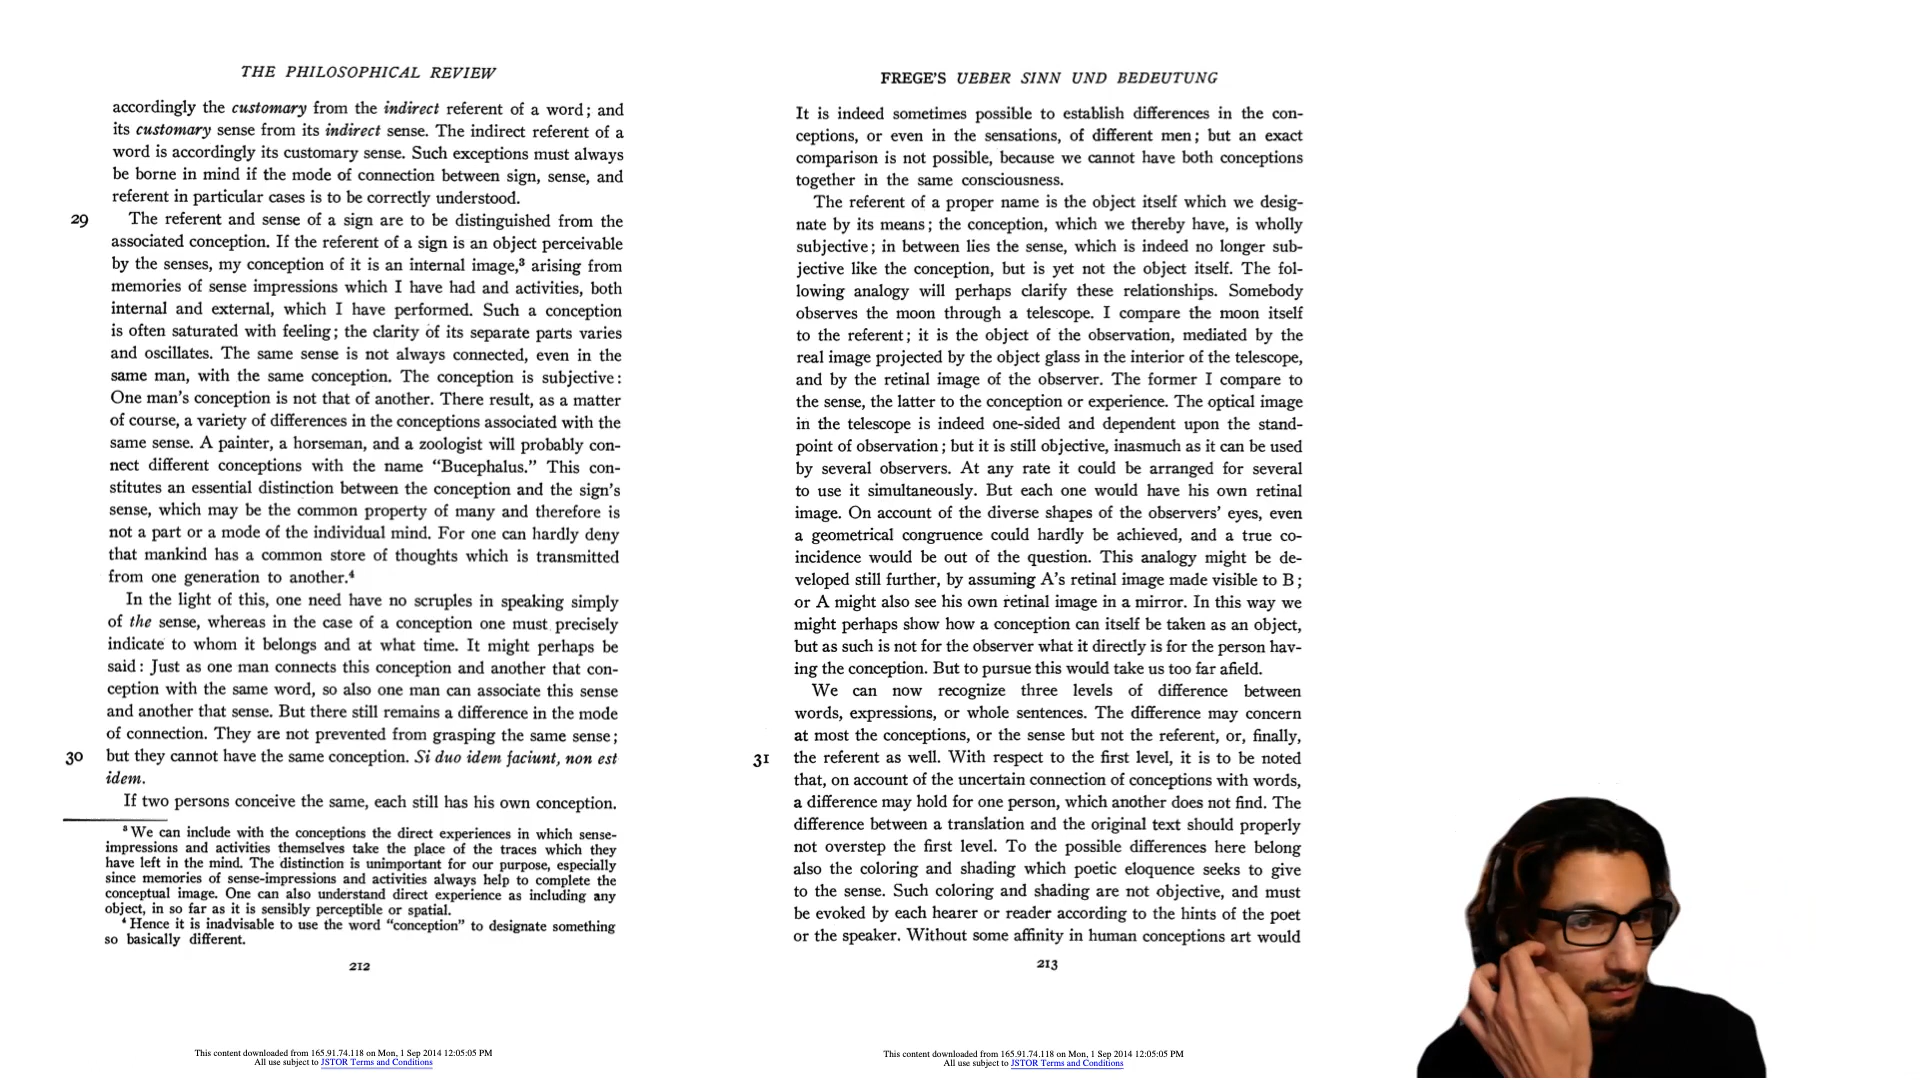 THE PHILOSOPHICAL REVIEW
accordingly the customary from the indirect referent of a word; and
its customary sense from its indirect sense. The indirect referent of a
word is accordingly its customary sense. Such exceptions must always
be borne in mind if the mode of connection between sign, sense, and
referent in particular cases is to be correctly understood.
29 The referent and sense of a sign are to be distinguished from the
associated conception. If the referent of a sign is an object perceivable
by the senses, my conception of it is an internal image,³ arising from
memories of sense impressions which I have had and activities, both
internal and external, which I have performed. Such a conception
is often saturated with feeling; the clarity of its separate parts varies
and oscillates. The same sense is not always connected, even in the
same man, with the same conception. The conception is subjective:
One man's conception is not that of another. There result, as a matter
of course, a variety of differences in the conceptions associated with the
same sense. A painter, a horseman, and a zoologist will probably con-
nect different conceptions with the name "Bucephalus." This con-
stitutes an essential distinction between the conception and the sign's
sense, which may be the common property of many and therefore is
not a part or a mode of the individual mind. For one can hardly deny
that mankind has a common store of thoughts which is transmitted
from one generation to another.⁴
In the light of this, one need have no scruples in speaking simply
of the sense, whereas in the case of a conception one must precisely
indicate to whom it belongs and at what time. It might perhaps be
said: Just as one man connects this conception and another that con-
ception with the same word, so also one man can associate this sense
and another that sense. But there still remains a difference in the mode
of connection. They are not prevented from grasping the same sense;
30 but they cannot have the same conception. Si duo idem faciunt, non est
idem.
If two persons conceive the same, each still has his own conception.
³ We can include with the conceptions the direct experiences in which sense-
impressions and activities themselves take the place of the traces which they
have left in the mind. The distinction is unimportant for our purpose, especially
since memories of sense-impressions and activities always help to complete the
conceptual image. One can also understand direct experience as including any
object, in so far as it is sensibly perceptible or spatial.
⁴ Hence it is inadvisable to use the word "conception" to designate something
so basically different.
212
This content downloaded from 165.91.74.118 on Mon, 1 Sep 2014 12:05:05 PM
All use subject to JSTOR Terms and Conditions
FREGE'S UEBER SINN UND BEDEUTUNG
It is indeed sometimes possible to establish differences in the con-
ceptions, or even in the sensations, of different men; but an exact
comparison is not possible, because we cannot have both conceptions
together in the same consciousness.
The referent of a proper name is the object itself which we desig-
nate by its means; the conception, which we thereby have, is wholly
subjective; in between lies the sense, which is indeed no longer sub-
jective like the conception, but is yet not the object itself. The fol-
lowing analogy will perhaps clarify these relationships. Somebody
observes the moon through a telescope. I compare the moon itself
to the referent; it is the object of the observation, mediated by the
real image projected by the object glass in the interior of the telescope,
and by the retinal image of the observer. The former I compare to
the sense, the latter to the conception or experience. The optical image
in the telescope is indeed one-sided and dependent upon the stand-
point of observation; but it is still objective, inasmuch as it can be used
by several observers. At any rate it could be arranged for several
to use it simultaneously. But each one would have his own retinal
image. On account of the diverse shapes of the observers' eyes, even
a geometrical congruence could hardly be achieved, and a true co-
incidence would be out of the question. This analogy might be de-
veloped still further, by assuming A's retinal image made visible to B;
or A might also see his own retinal image in a mirror. In this way we
might perhaps show how a conception can itself be taken as an object,
but as such is not for the observer what it directly is for the person hav-
ing the conception. But to pursue this would take us too far afield.
We can now recognize three levels of difference between
words, expressions, or whole sentences. The difference may concern
at most the conceptions, or the sense but not the referent, or, finally,
31 the referent as well. With respect to the first level, it is to be noted
that, on account of the uncertain connection of conceptions with words,
a difference may hold for one person, which another does not find. The
difference between a translation and the original text should properly
not overstep the first level. To the possible differences here belong
also the coloring and shading which poetic eloquence seeks to give
to the sense. Such coloring and shading are not objective, and must
be evoked by each hearer or reader according to the hints of the poet
or the speaker. Without some affinity in human conceptions art would
213
This content downloaded from 165.91.74.118 on Mon, 1 Sep 2014 12:05:05 PM
All use subject to JSTOR Terms and Conditions